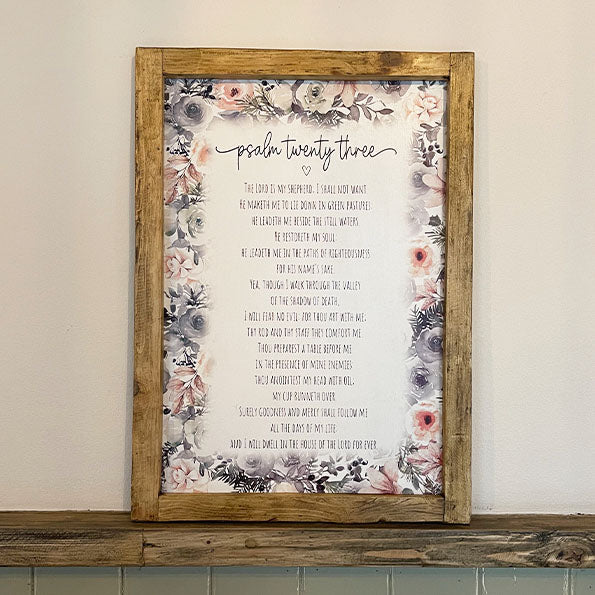 psalm twenty three
The Lord is my shepherd; I shall not want.
He maketh me to lie down in green pastures:
he leadeth me beside the still waters.
He restoreth my soul:
he leadeth me in the paths of righteousness
for his name's sake.
Yea, though I walk through the valley
of the shadow of death,
I will fear no evil: for thou art with me;
thy rod and thy staff they comfort me.
Thou preparest a table before me
in the presence of mine enemies:
thou anointest my head with oil;
my cup runneth over.
Surely goodness and mercy shall follow me
all the days of my life:
and I will dwell in the house of the Lord for ever.